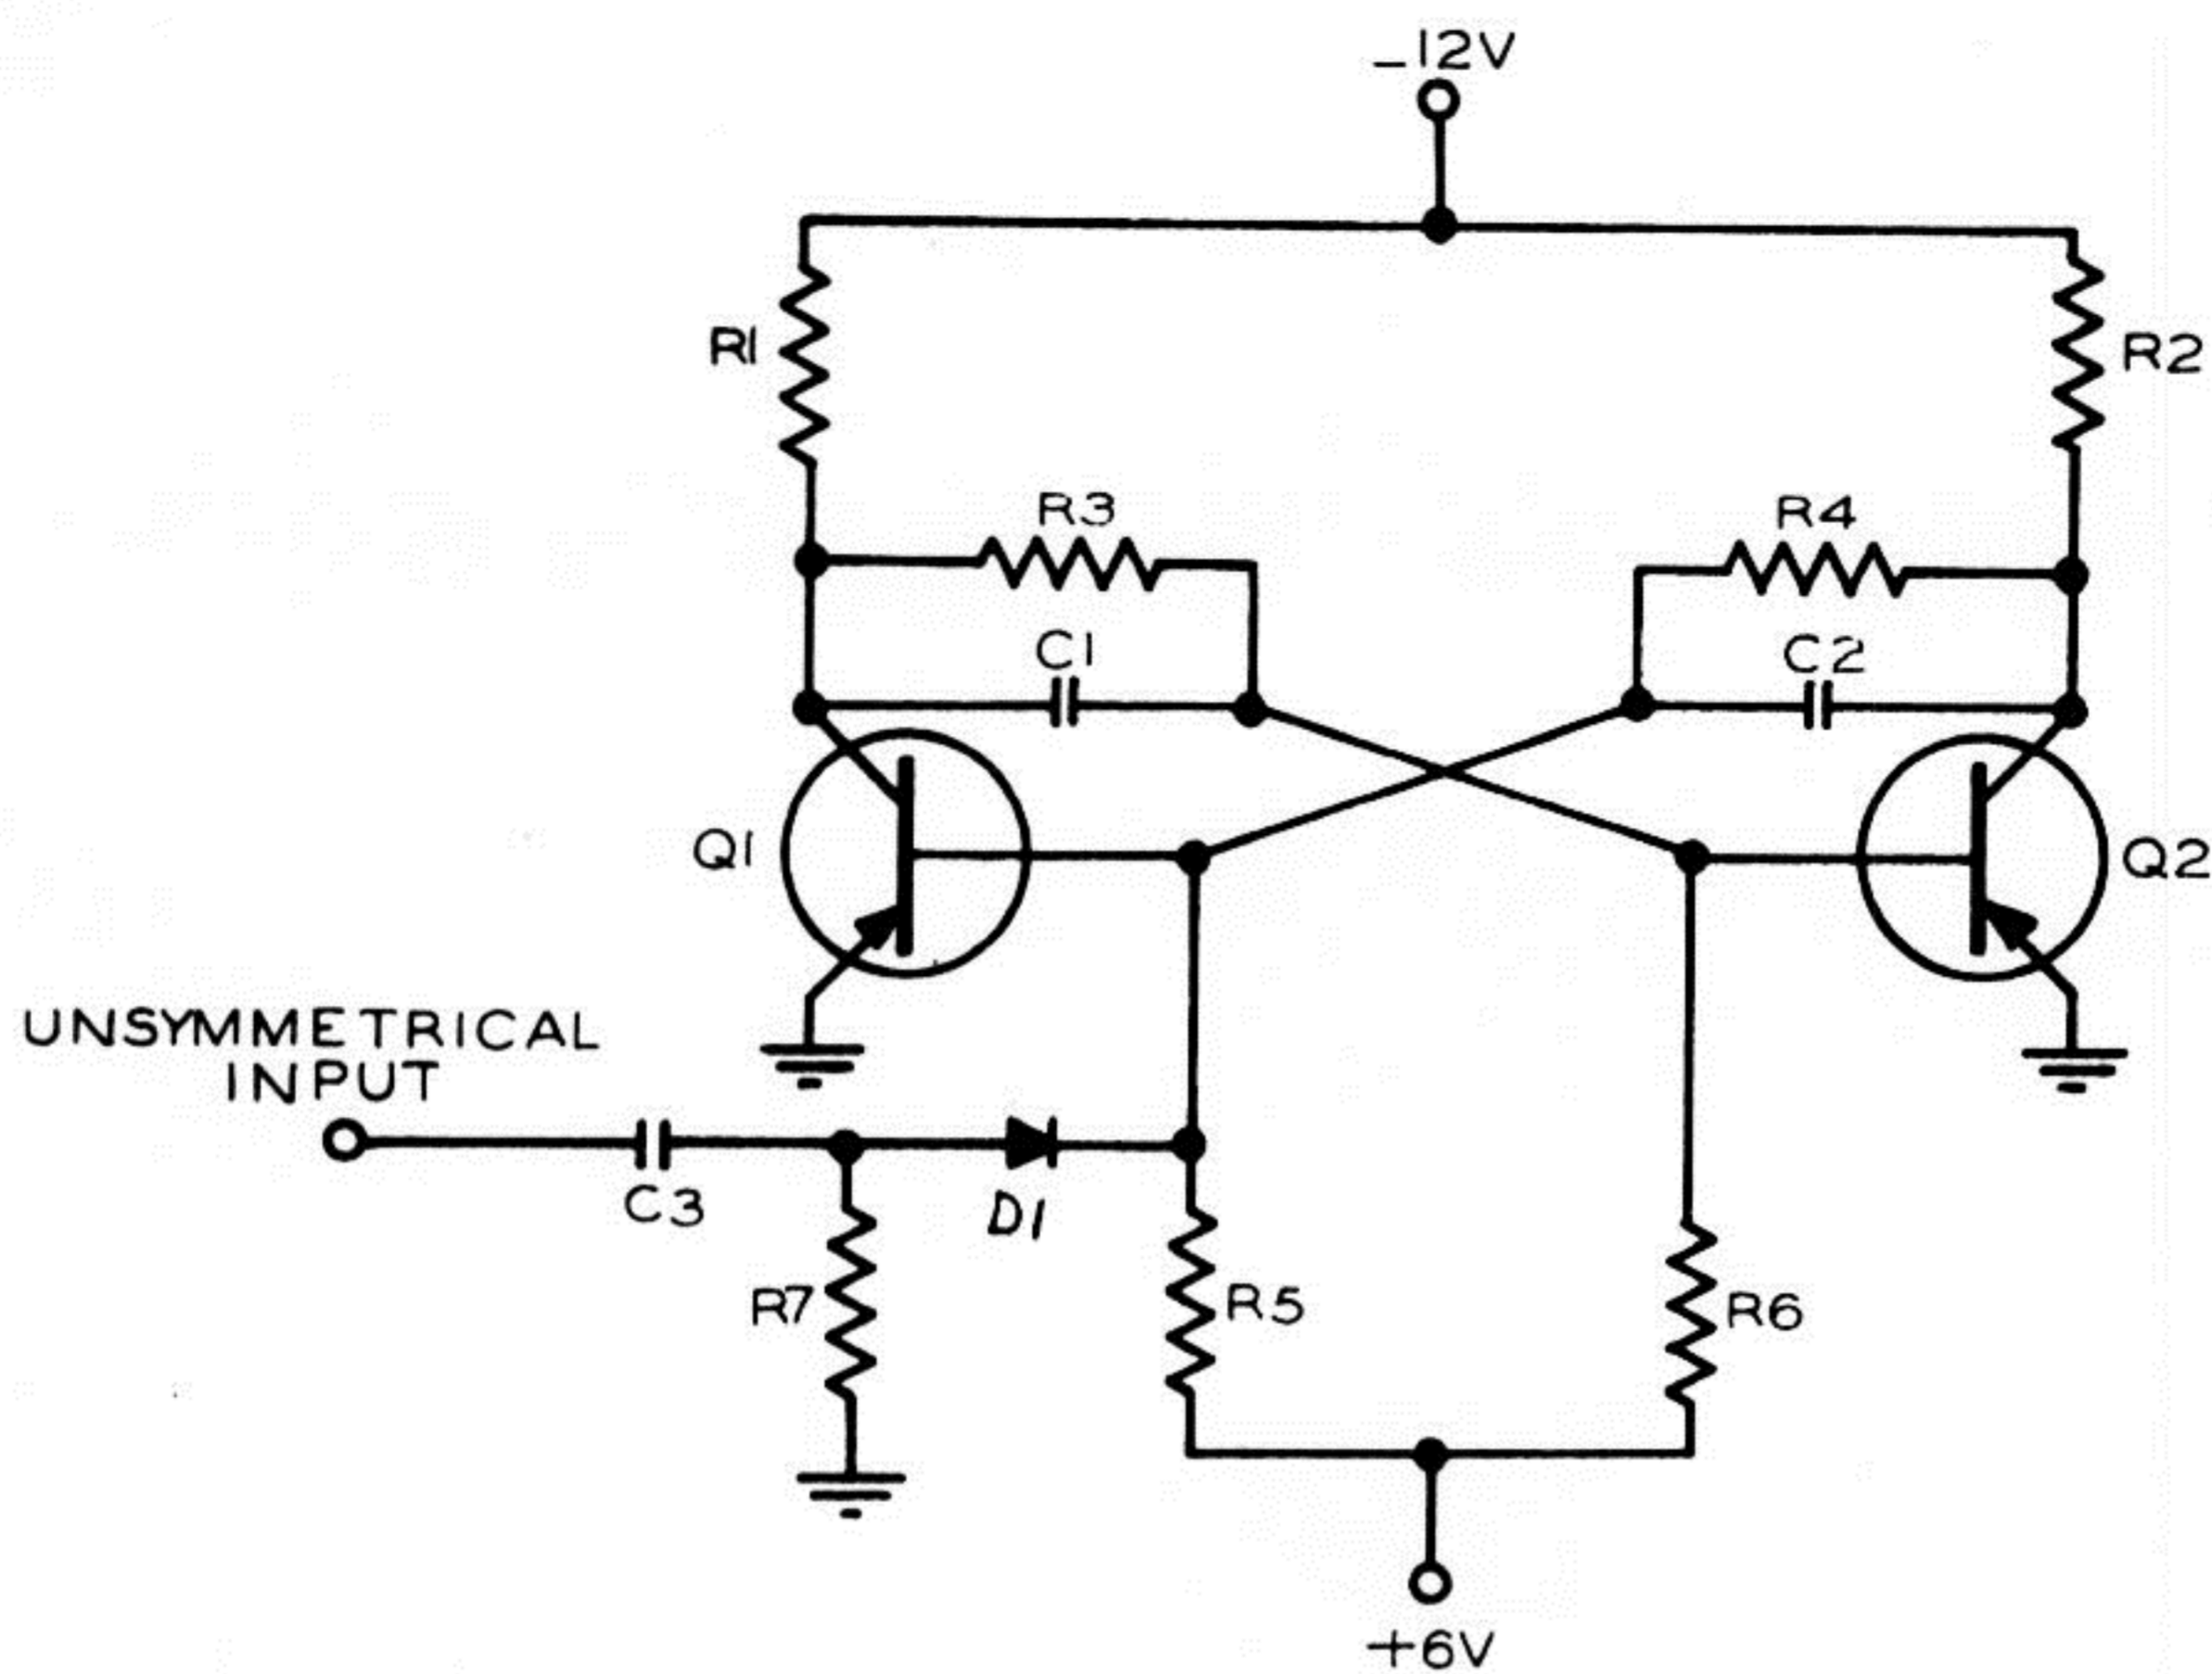 -12V
R1
R2
R3
R4
C1
C2
Q1
Q2
UNSYMMETRICAL
INPUT
C3
D1
R7
R5
R6
+6V